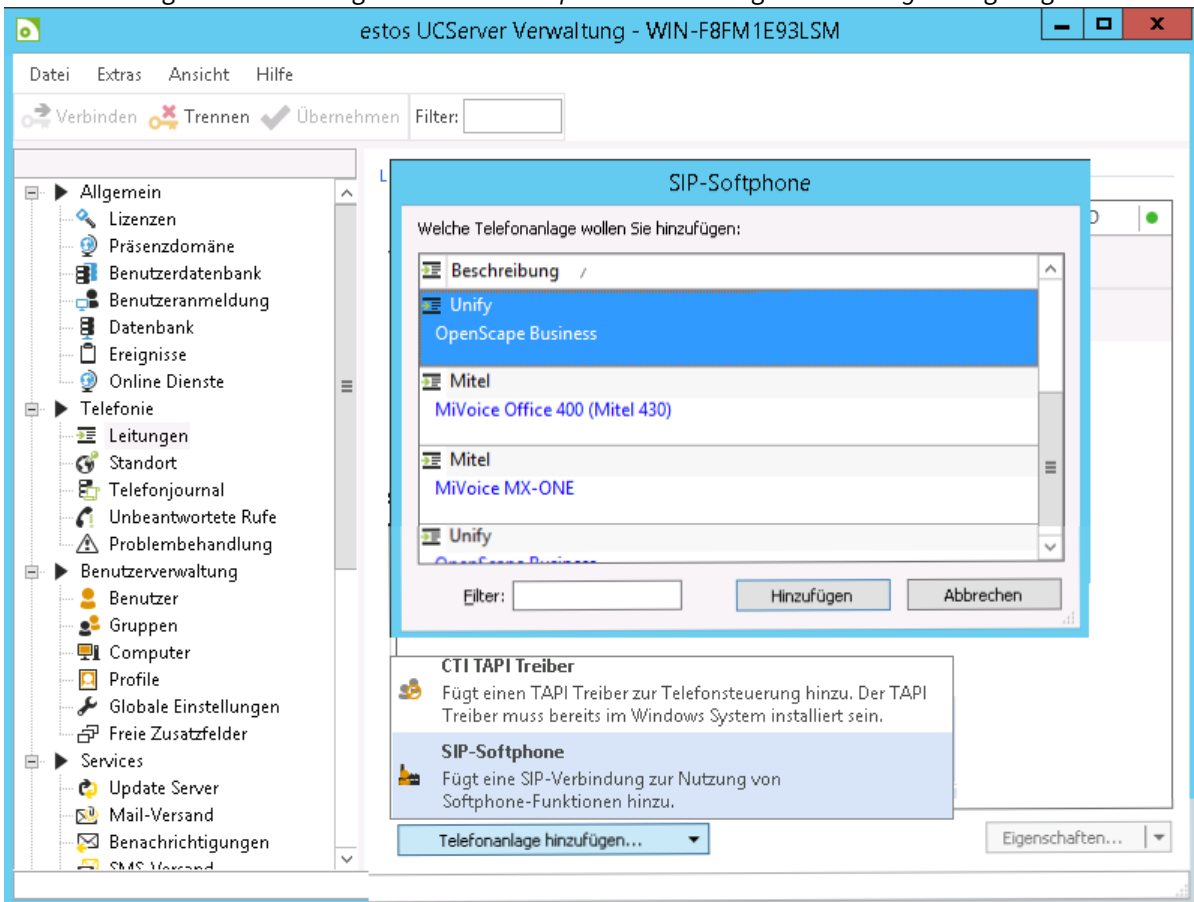 estos UCServer Verwaltung - WIN-F8FM1E93LSM
Datei Extras Ansicht Hilfe
Verbinden Trennen Übernehmen Filter:
Allgemein
Lizenzen
Präsenzdomäne
Benutzerdatenbank
Benutzeranmeldung
Datenbank
Ereignisse
Online Dienste
Telefonie
Leitungen
Standort
Telefonjournal
Unbeantwortete Rufe
Problembehandlung
Benutzerverwaltung
Benutzer
Gruppen
Computer
Profile
Globale Einstellungen
Freie Zusatzfelder
Services
Update Server
Mail-Versand
Benachrichtigungen
SMS-Versand
L
SIP-Softphone
Welche Telefonanlage wollen Sie hinzufügen:
Beschreibung
Unify
OpenScape Business
Mitel
MiVoice Office 400 (Mitel 430)
Mitel
MiVoice MX-ONE
Unify
OpenScape Business
Filter: Hinzufügen Abbrechen
CTI TAPI Treiber
Fügt einen TAPI Treiber zur Telefonsteuerung hinzu. Der TAPI
Treiber muss bereits im Windows System installiert sein.
SIP-Softphone
Fügt eine SIP-Verbindung zur Nutzung von
Softphone-Funktionen hinzu.
Telefonanlage hinzufügen... Eigenschaften...